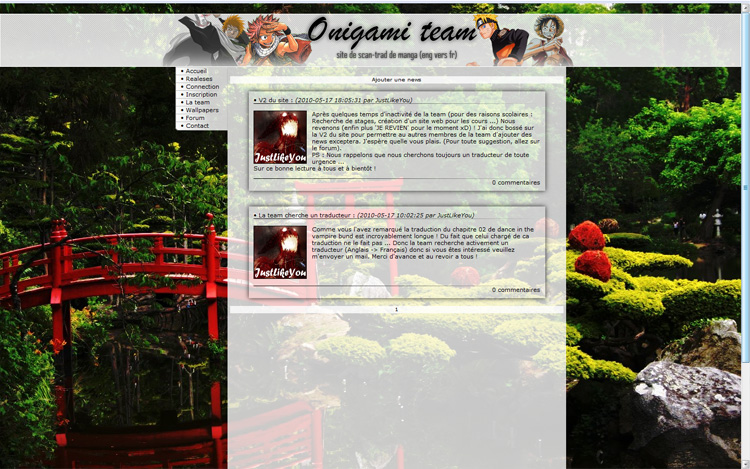 Onigami team
site de scan-trad de manga (eng vers fr)
• Accueil
• Realeses
• Connection
• Inscription
• La team
• Wallpapers
• Forum
• Contact
Ajouter une news
• V2 du site : (2010-05-17 18:05:31 par JustLikeYou)
JustLikeYou
Après quelques temps d'inactivité de la team (pour des raisons scolaires :
Recherche de stages, création d'un site web pour les cours ...) Nous
revenons (enfin plus 'JE REVIEN' pour le moment xD) ! J'ai donc bossé sur
la V2 du site pour permettre au autres membres de la team d'ajouter des
news exceptera. J'espère quelle vous plais. (Pour toute suggestion, allez sur
le forum).
PS : Nous rappelons que nous cherchons toujours un traducteur de toute
urgence ...
Sur ce bonne lecture à tous et à bientôt !
0 commentaires
• La team cherche un traducteur : (2010-05-17 10:02:25 par JustLikeYou)
JustLikeYou
Comme vous l'avez remarqué la traduction du chapitre 02 de dance in the
vampire bund est incroyablement longue ! Du fait que celui chargé de ca
traduction ne le fait pas ... Donc la team recherche activement un
traducteur (Anglais -> Français) donc si vous êtes intéressé veuillez
m'envoyer un mail. Merci d'avance et au revoir a tous !
0 commentaires
1